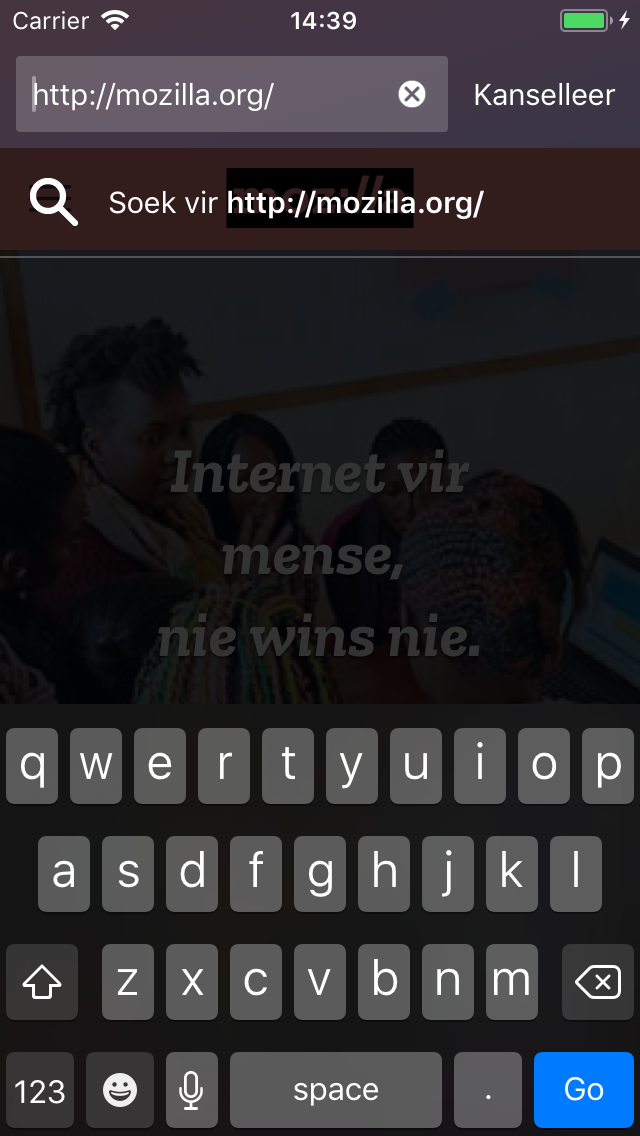 Carrier 14:39
http://mozilla.org/ Kanselleer
Soek vir http://mozilla.org/
Internet vir
mense,
nie wins nie.
q w e r t y u i o p
a s d f g h j k l
z x c v b n m
123 space . Go